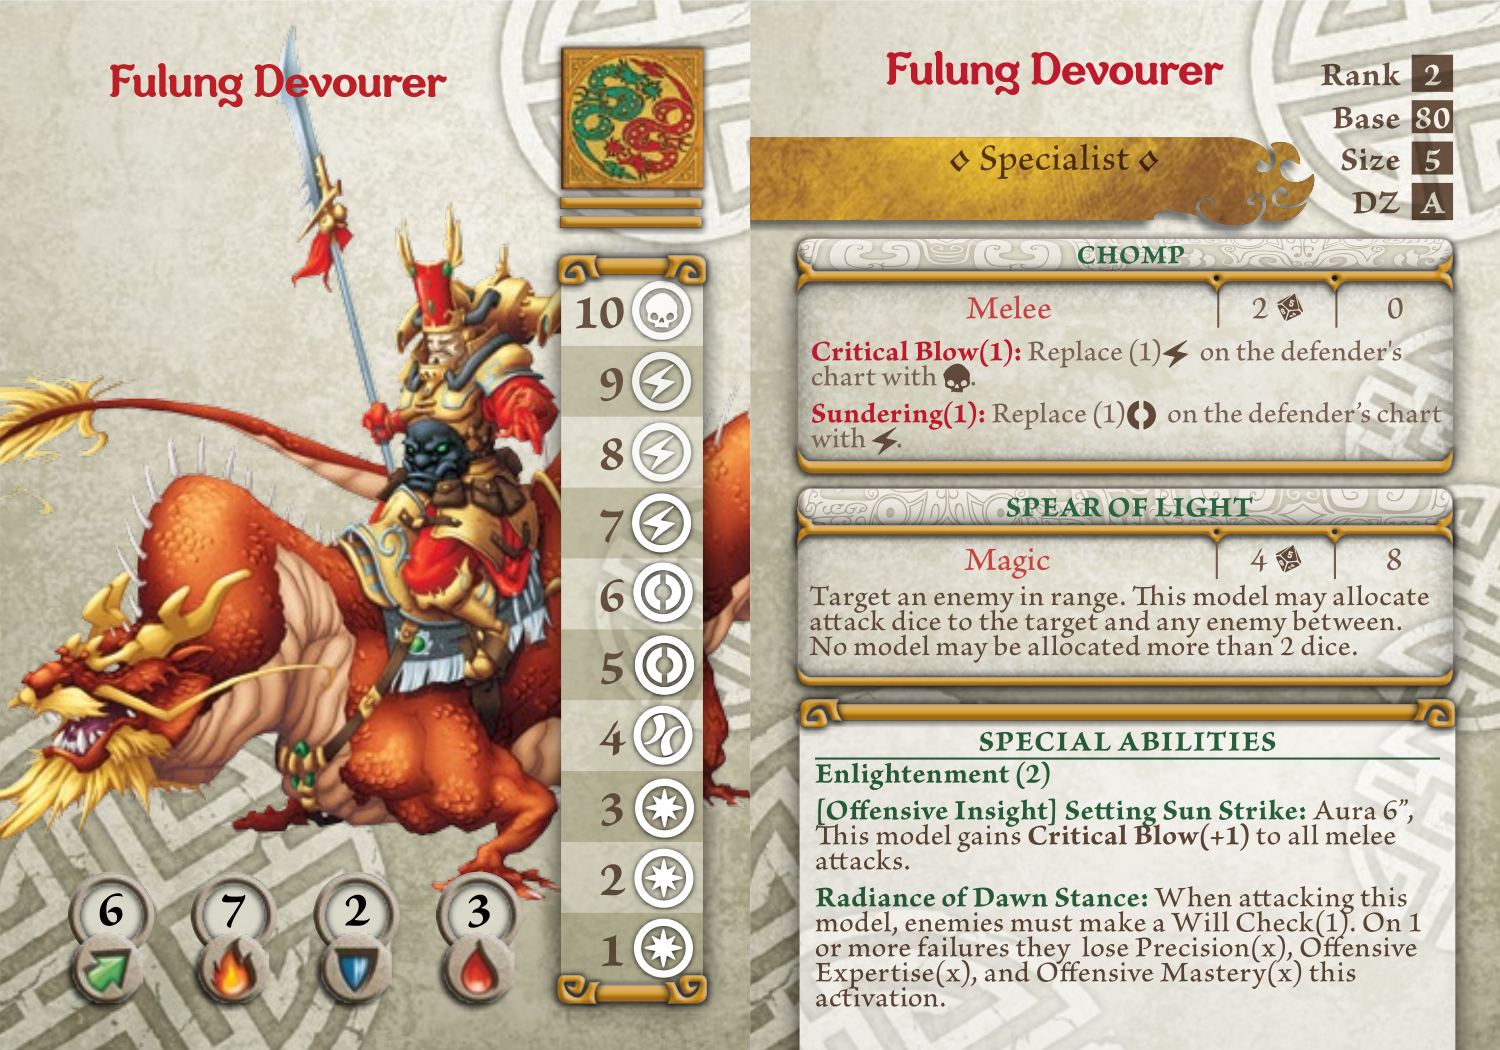 Fulung Devourer
10
9
8
7
6
5
4
3
2
1
6 7 2 3
Fulung Devourer
Rank 2
Base 80
Size 5
DZ A
Specialist
CHOMP
Melee 2 0
Critical Blow(1): Replace (1) on the defender's
chart with .
Sundering(1): Replace (1) on the defender's chart
with .
SPEAR OF LIGHT
Magic 4 8
Target an enemy in range. This model may allocate
attack dice to the target and any enemy between.
No model may be allocated more than 2 dice.
SPECIAL ABILITIES
Enlightenment (2)
[Offensive Insight] Setting Sun Strike: Aura 6”,
This model gains Critical Blow(+1) to all melee
attacks.
Radiance of Dawn Stance: When attacking this
model, enemies must make a Will Check(1). On 1
or more failures they lose Precision(x), Offensive
Expertise(x), and Offensive Mastery(x) this
activation.